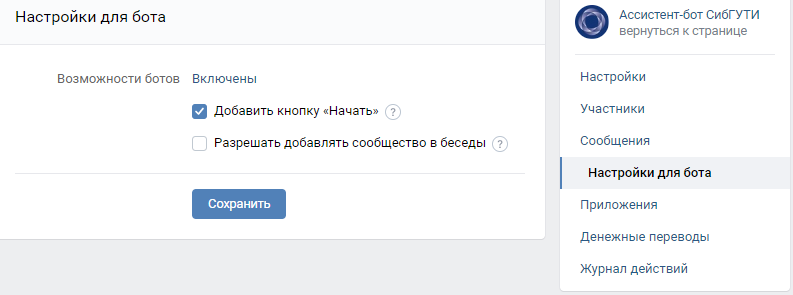 Настройки для бота
Возможности ботов Включены
Добавить кнопку «Начать» ?
Разрешать добавлять сообщество в беседы ?
Сохранить
Ассистент-бот СибГУТИ
вернуться к странице
Настройки
Участники
Сообщения
Настройки для бота
Приложения
Денежные переводы
Журнал действий